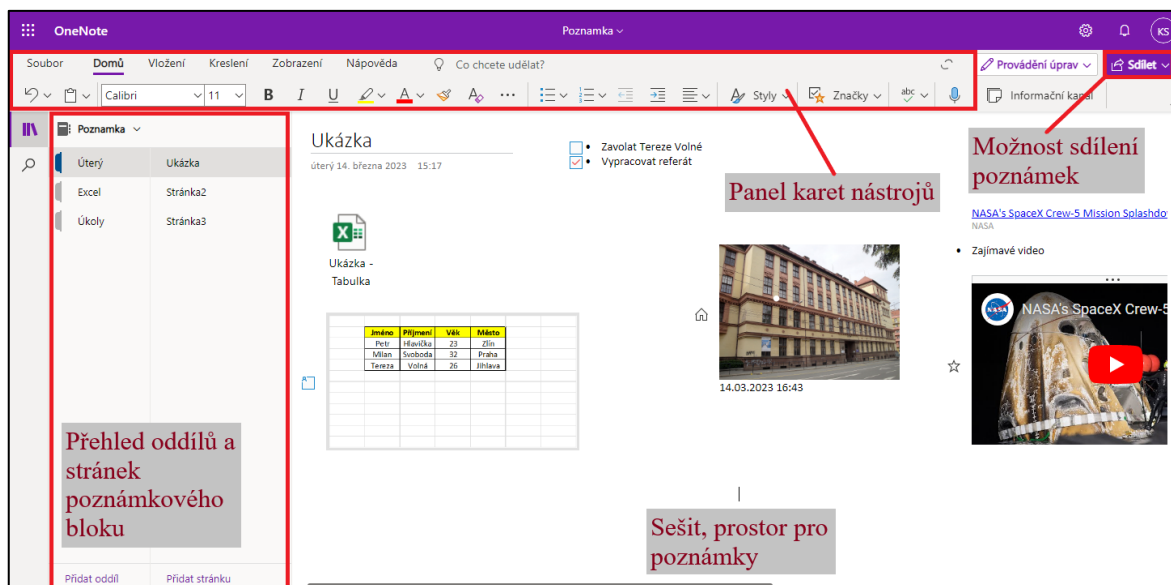 OneNote
Poznamka
KS
Soubor Domů Vložení Kreslení Zobrazení Nápověda Co chcete udělat?
Provádění úprav
Sdílet
Calibri 11 B I U A A Styly Značky abc Informační kanál
Poznamka
Úterý
Excel
Úkoly
Ukázka
Stránka2
Stránka3
Přehled oddílů a
stránek
poznámkového
bloku
Přidat oddíl
Přidat stránku
Ukázka
úterý 14. března 2023 15:17
• Zavolat Tereze Volné
• Vypracovat referát
Panel karet nástrojů
Možnost sdílení
poznámek
Ukázka -
Tabulka
Jméno Příjmení Věk Město
Petr Hlavička 23 Zlín
Milan Svoboda 32 Praha
Tereza Volná 26 Jihlava
14.03.2023 16:43
NASA's SpaceX Crew-5 Mission Splashdo
NASA
• Zajímavé video
NASA
NASA's SpaceX Crew-5
Sešit, prostor pro
poznámky